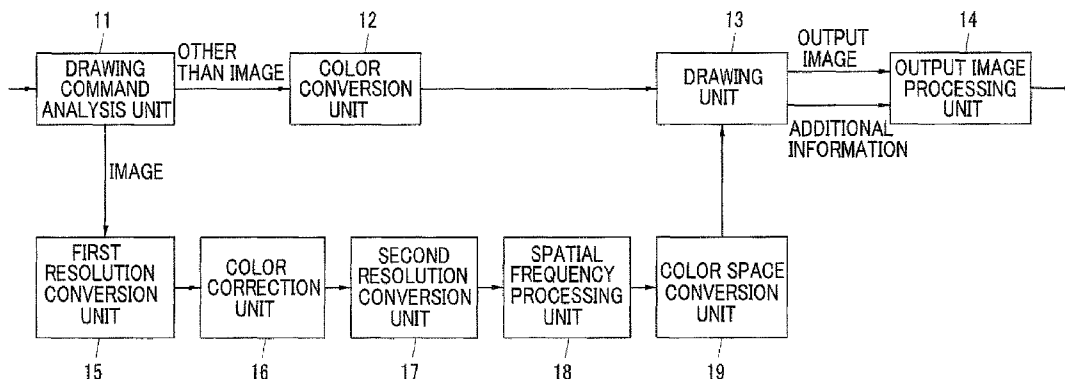 11
12
13
14
DRAWING
COMMAND
ANALYSIS UNIT
OTHER
THAN IMAGE
COLOR
CONVERSION
UNIT
DRAWING
UNIT
OUTPUT
IMAGE
ADDITIONAL
INFORMATION
OUTPUT IMAGE
PROCESSING
UNIT
IMAGE
FIRST
RESOLUTION
CONVERSION
UNIT
COLOR
CORRECTION
UNIT
SECOND
RESOLUTION
CONVERSION
UNIT
SPATIAL
FREQUENCY
PROCESSING
UNIT
COLOR SPACE
CONVERSION
UNIT
15
16
17
18
19